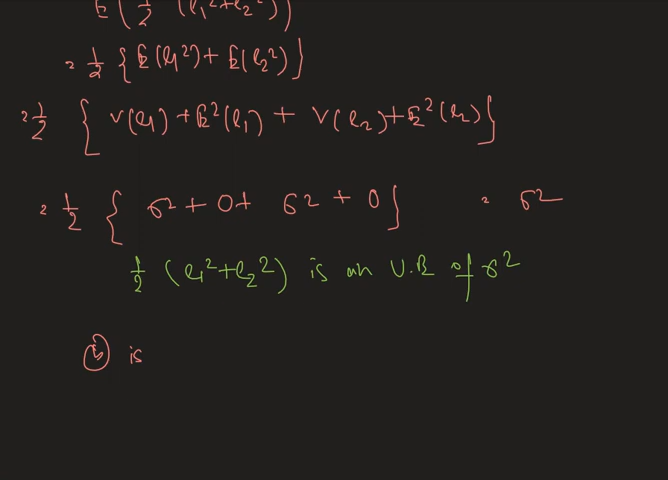 E(½ (e₁²+e₂²))
= ½ {E(e₁²) + E(e₂²)}
= ½ { V(e₁) + E²(e₁) + V(e₂) + E²(e₂) }
= ½ { σ² + 0 + σ² + 0 } = σ²
½ (e₁²+e₂²) is an U.E of σ²
is